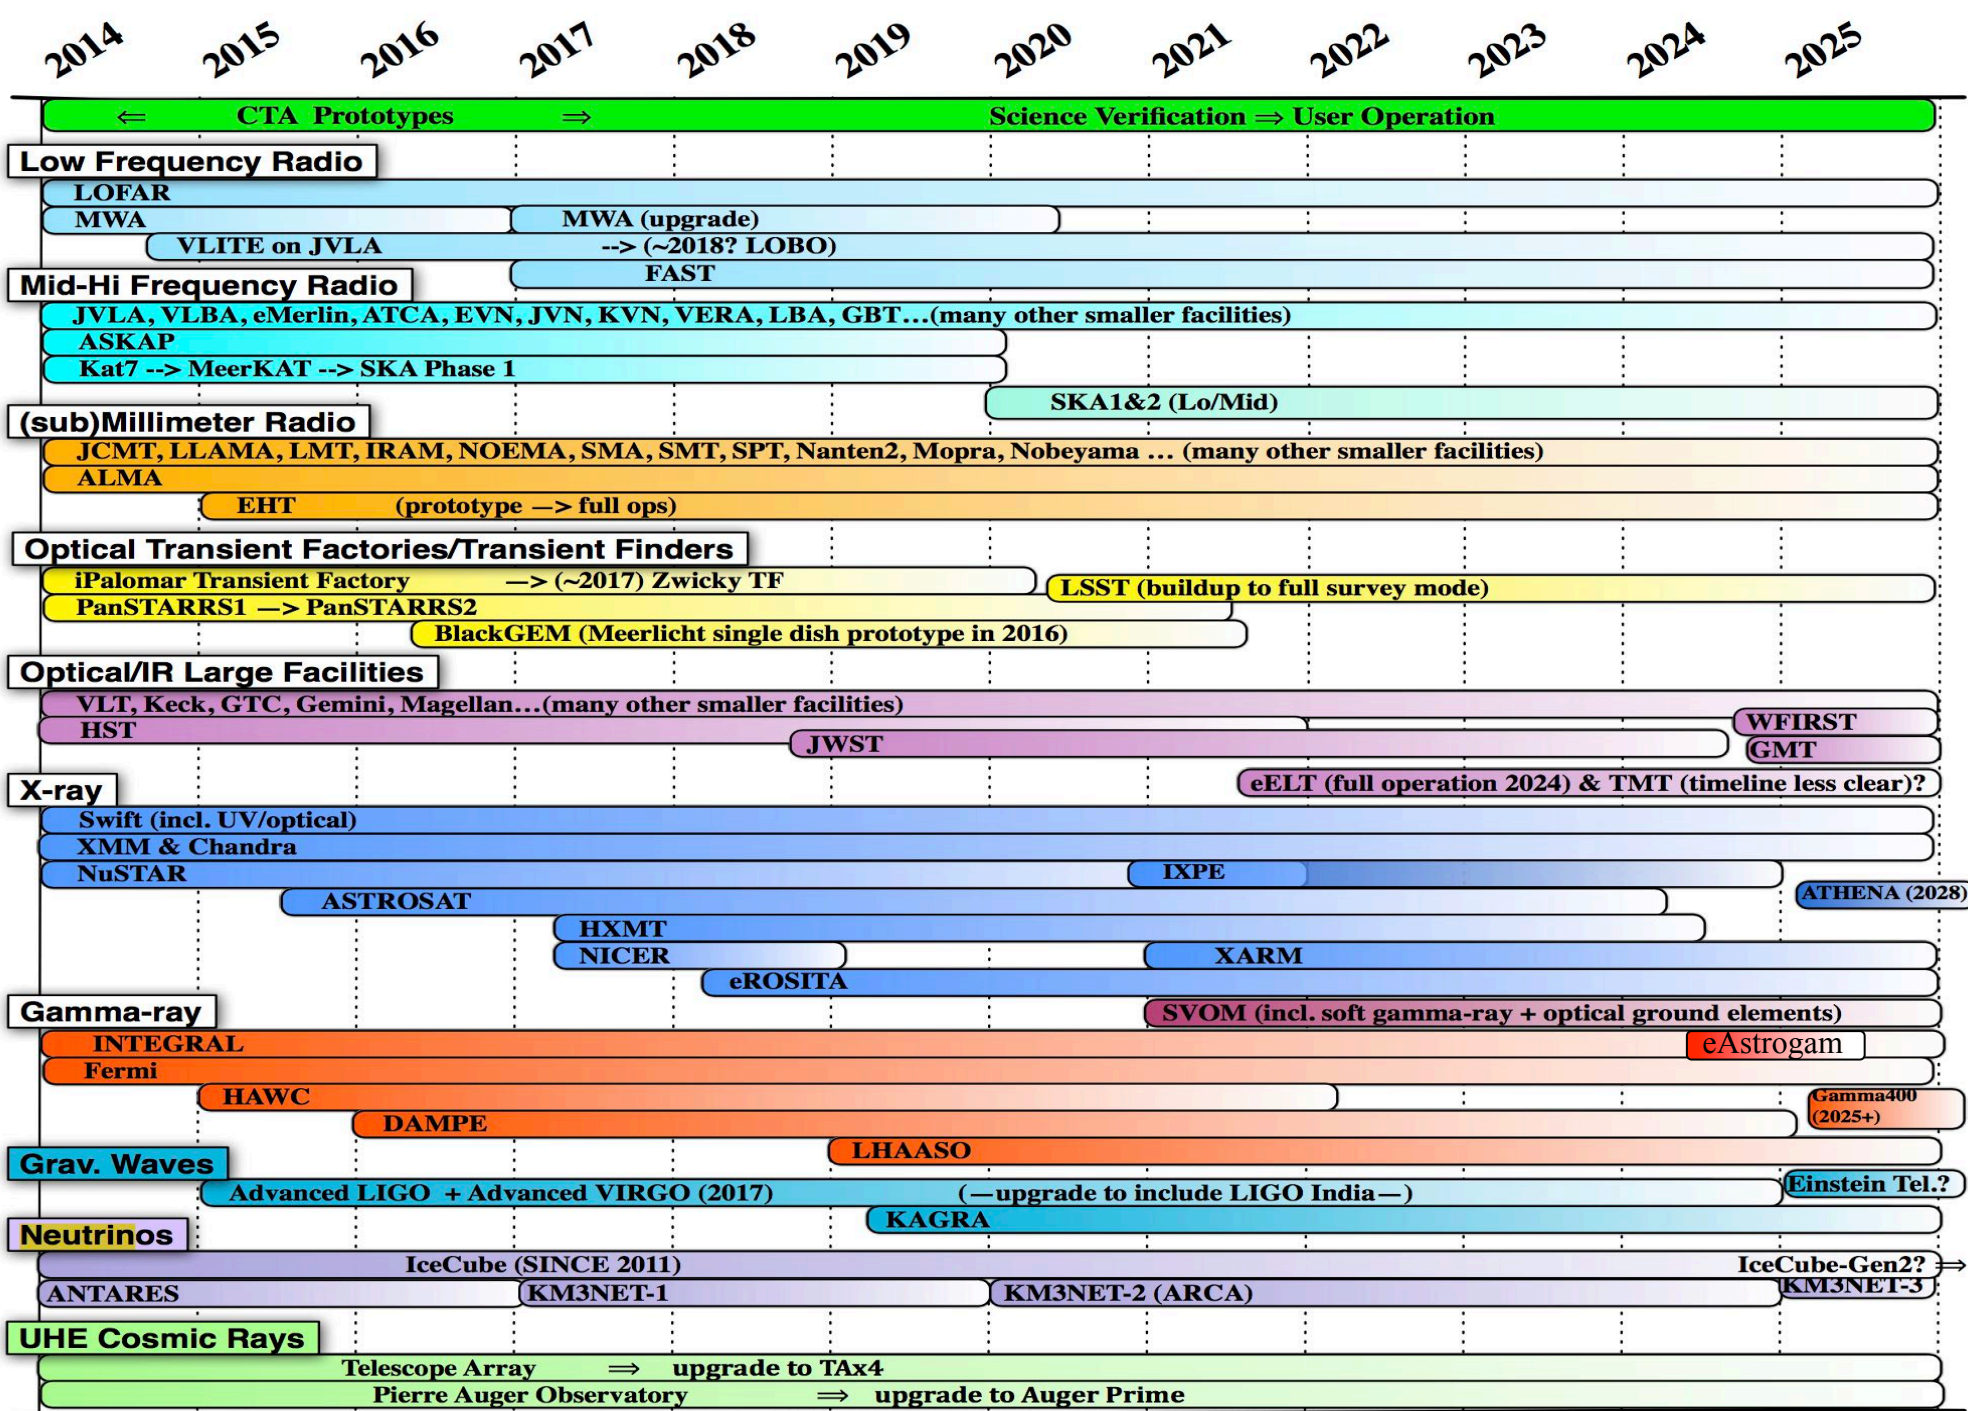 2014 2015 2016 2017 2018 2019 2020 2021 2022 2023 2024 2025
⇐ CTA Prototypes ⇒ Science Verification ⇒ User Operation
Low Frequency Radio
LOFAR
MWA MWA (upgrade)
VLITE on JVLA --> (~2018? LOBO)
FAST
Mid-Hi Frequency Radio
JVLA, VLBA, eMerlin, ATCA, EVN, JVN, KVN, VERA, LBA, GBT...(many other smaller facilities)
ASKAP
Kat7 --> MeerKAT --> SKA Phase 1
SKA1&2 (Lo/Mid)
(sub)Millimeter Radio
JCMT, LLAMA, LMT, IRAM, NOEMA, SMA, SMT, SPT, Nanten2, Mopra, Nobeyama ... (many other smaller facilities)
ALMA
EHT (prototype —> full ops)
Optical Transient Factories/Transient Finders
iPalomar Transient Factory —> (~2017) Zwicky TF
LSST (buildup to full survey mode)
PanSTARRS1 —> PanSTARRS2
BlackGEM (Meerlicht single dish prototype in 2016)
Optical/IR Large Facilities
VLT, Keck, GTC, Gemini, Magellan...(many other smaller facilities)
WFIRST
HST
JWST
GMT
eELT (full operation 2024) & TMT (timeline less clear)?
X-ray
Swift (incl. UV/optical)
XMM & Chandra
NuSTAR IXPE
ATHENA (2028)
ASTROSAT
HXMT
NICER XARM
eROSITA
Gamma-ray
SVOM (incl. soft gamma-ray + optical ground elements)
INTEGRAL eAstrogam
Fermi
HAWC
Gamma400
(2025+)
DAMPE
LHAASO
Grav. Waves
Advanced LIGO + Advanced VIRGO (2017) (—upgrade to include LIGO India—)
Einstein Tel.?
KAGRA
Neutrinos
IceCube (SINCE 2011) IceCube-Gen2? ⇒
ANTARES KM3NET-1 KM3NET-2 (ARCA) KM3NET-3
UHE Cosmic Rays
Telescope Array ⇒ upgrade to TAx4
Pierre Auger Observatory ⇒ upgrade to Auger Prime